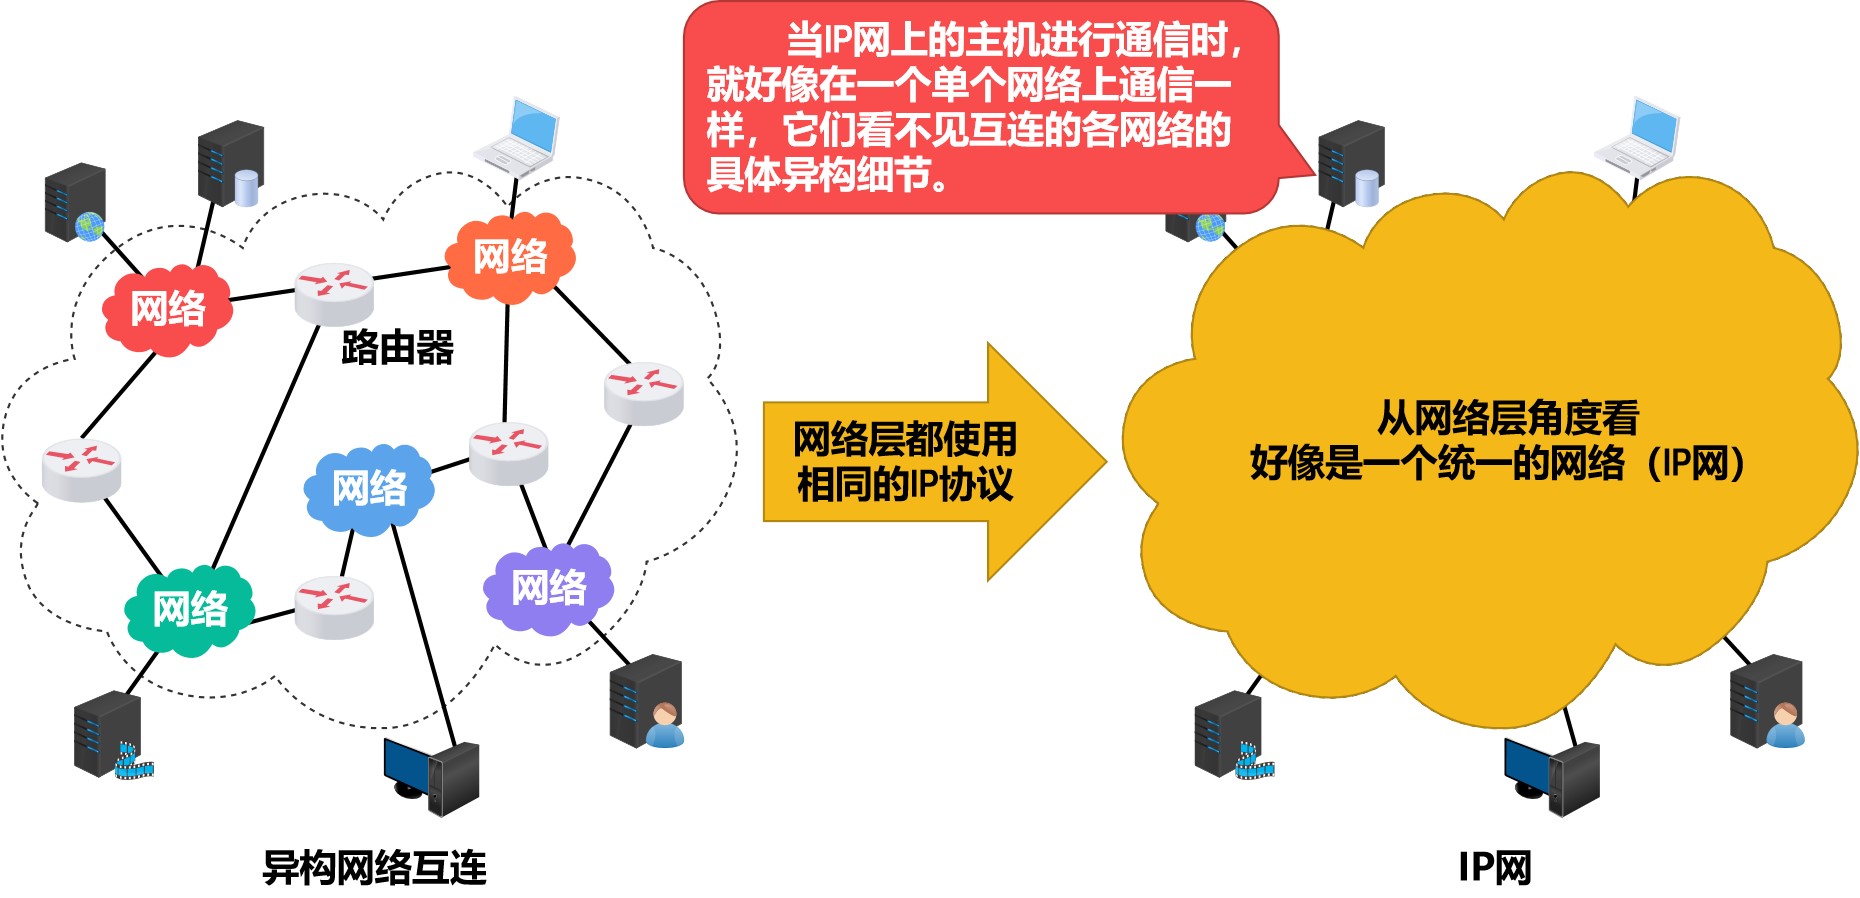 当IP网上的主机进行通信时，
就好像在一个单个网络上通信一
样，它们看不见互连的各网络的
具体异构细节。
网络
网络
路由器
网络
网络
网络
网络层都使用
相同的IP协议
从网络层角度看
好像是一个统一的网络（IP网）
异构网络互连
IP网